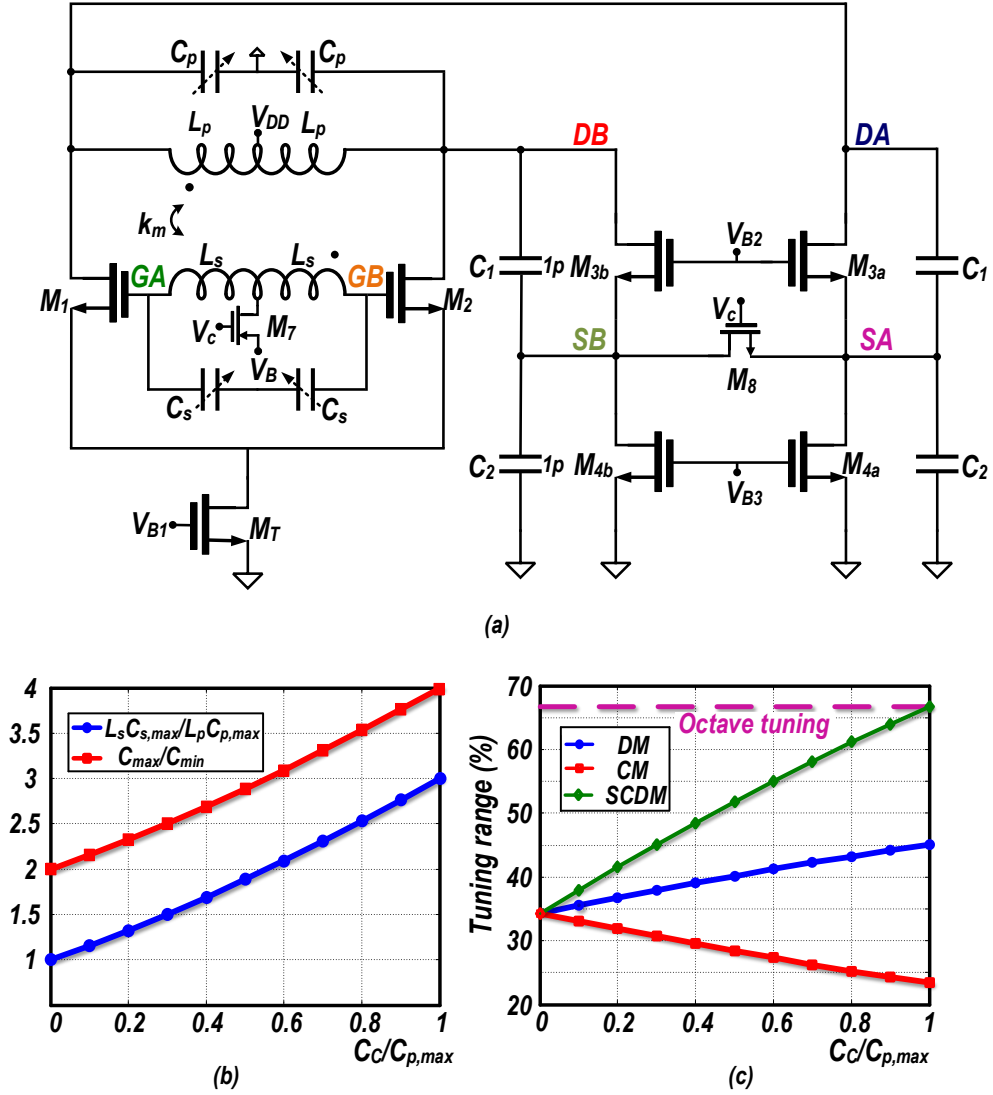 Cp Cp
Lp VDD Lp
DB DA
km
Ls Ls
GA GB
M1 M2
Vc M7
VB
Cs Cs
VB1 MT
C1 1p M3b VB2 M3a C1
Vc
SB SA
M8
C2 1p M4b M4a C2
VB3
(a)
4
3.5
3
2.5
2
1.5
1
LsCs,max/LpCp,max
Cmax/Cmin
0 0.2 0.4 0.6 0.8 1
CC/Cp,max
(b)
Tuning range (%)
70
60
50
40
30
20
Octave tuning
DM
CM
SCDM
0 0.2 0.4 0.6 0.8 1
CC/Cp,max
(c)